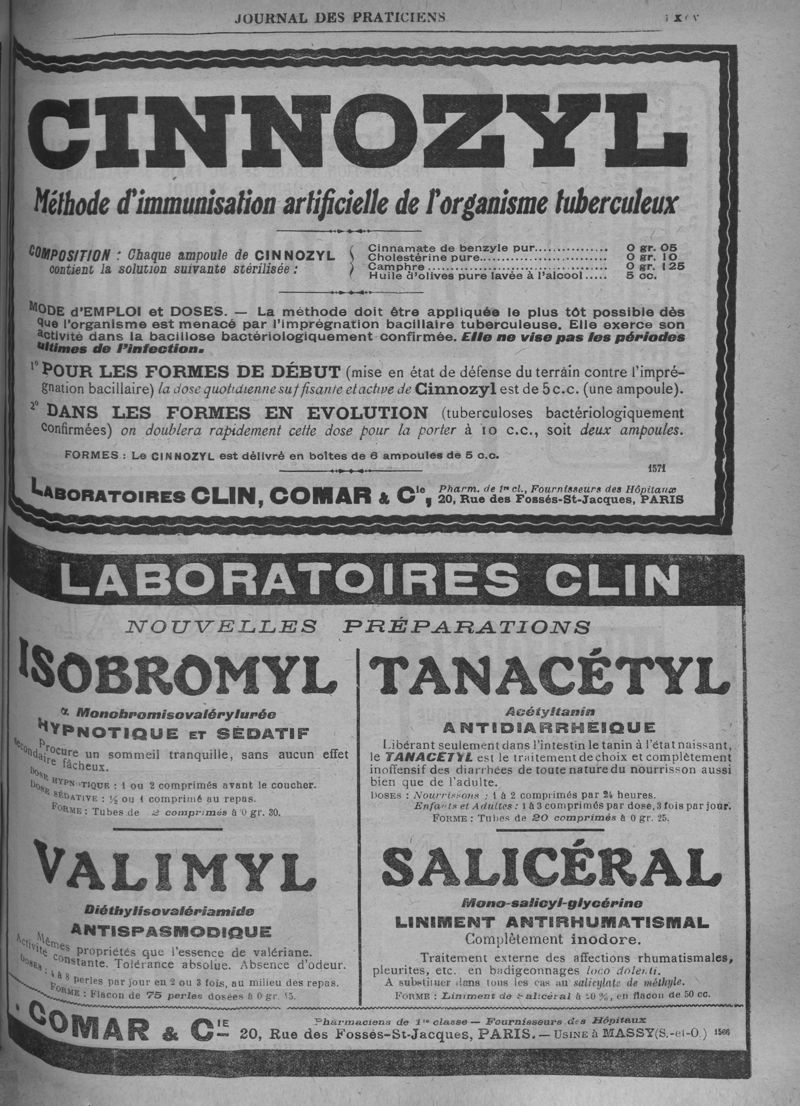 JOURNAL DES PRATICIENS
CINNOZYL
Méthode d'immunisation artificielle de l'organisme tuberculeux
COMPOSITION : Chaque ampoule de CINNOZYL
contient la solution suivante stérilisée :
Cinnamate de benzyle pur............... 0 gr. 05
Cholestérine pure......................... 0 gr. 10
Camphre................................... 0 gr. 125
Huile d'olives pure lavée à l'alcool..... 5 cc.
MODE d'EMPLOI et DOSES. — La méthode doit être appliquée le plus tôt possible dès
que l'organisme est menacé par l'imprégnation bacillaire tuberculeuse. Elle exerce son
activité dans la bacillose bactériologiquement confirmée. Elle ne vise pas les périodes
ultimes de l'infection.
1º POUR LES FORMES DE DÉBUT (mise en état de défense du terrain contre l'impré-
gnation bacillaire) la dose quotidienne suffisante et active de Cinnozyl est de 5 c.c. (une ampoule).
2º DANS LES FORMES EN EVOLUTION (tuberculoses bactériologiquement
confirmées) on doublera rapidement cette dose pour la porter à 10 c.c., soit deux ampoules.
FORMES : Le CINNOZYL est délivré en boîtes de 6 ampoules de 5 c.c.
1571
LABORATOIRES CLIN, COMAR & Cie, Pharm. de 1re cl., Fournisseurs des Hôpitaux
20, Rue des Fossés-St-Jacques, PARIS
LABORATOIRES CLIN
NOUVELLES PRÉPARATIONS
ISOBROMYL
α Monobromisovalérylurée
HYPNOTIQUE ET SÉDATIF
Procure un sommeil tranquille, sans aucun effet
secondaire fâcheux.
DOSE HYPNOTIQUE : 1 ou 2 comprimés avant le coucher.
DOSE SÉDATIVE : ½ ou 1 comprimé au repas.
FORME : Tubes de 2 comprimés à 0 gr. 30.
VALIMYL
Diéthylisovalériamide
ANTISPASMODIQUE
Mêmes propriétés que l'essence de valériane.
Activité constante. Tolérance absolue. Absence d'odeur.
DOSES : 4 à 8 perles par jour en 2 ou 3 fois, au milieu des repas.
FORME : Flacon de 75 perles dosées à 0 gr. 15.
TANACÉTYL
Acétyltanin
ANTIDIARRHÉIQUE
Libérant seulement dans l'intestin le tanin à l'état naissant,
le TANACETYL est le traitement de choix et complètement
inoffensif des diarrhées de toute nature du nourrisson aussi
bien que de l'adulte.
DOSES : Nourrissons : 1 à 2 comprimés par 24 heures.
Enfants et Adultes : 1 à 3 comprimés par dose, 3 fois par jour.
FORME : Tubes de 20 comprimés à 0 gr. 25.
SALICÉRAL
Mono-salicyl-glycérine
LINIMENT ANTIRHUMATISMAL
Complètement inodore.
Traitement externe des affections rhumatismales,
pleurites, etc. en badigeonnages loco dolenti.
A substituer dans tous les cas au salicylate de méthyle.
FORME : Liniment de Salicéral à 20 %, en flacon de 50 cc.
COMAR & CIE Pharmaciens de 1re classe — Fournisseurs des Hôpitaux
20, Rue des Fossés-St-Jacques, PARIS. — USINE à MASSY (S.-et-O.) 1566